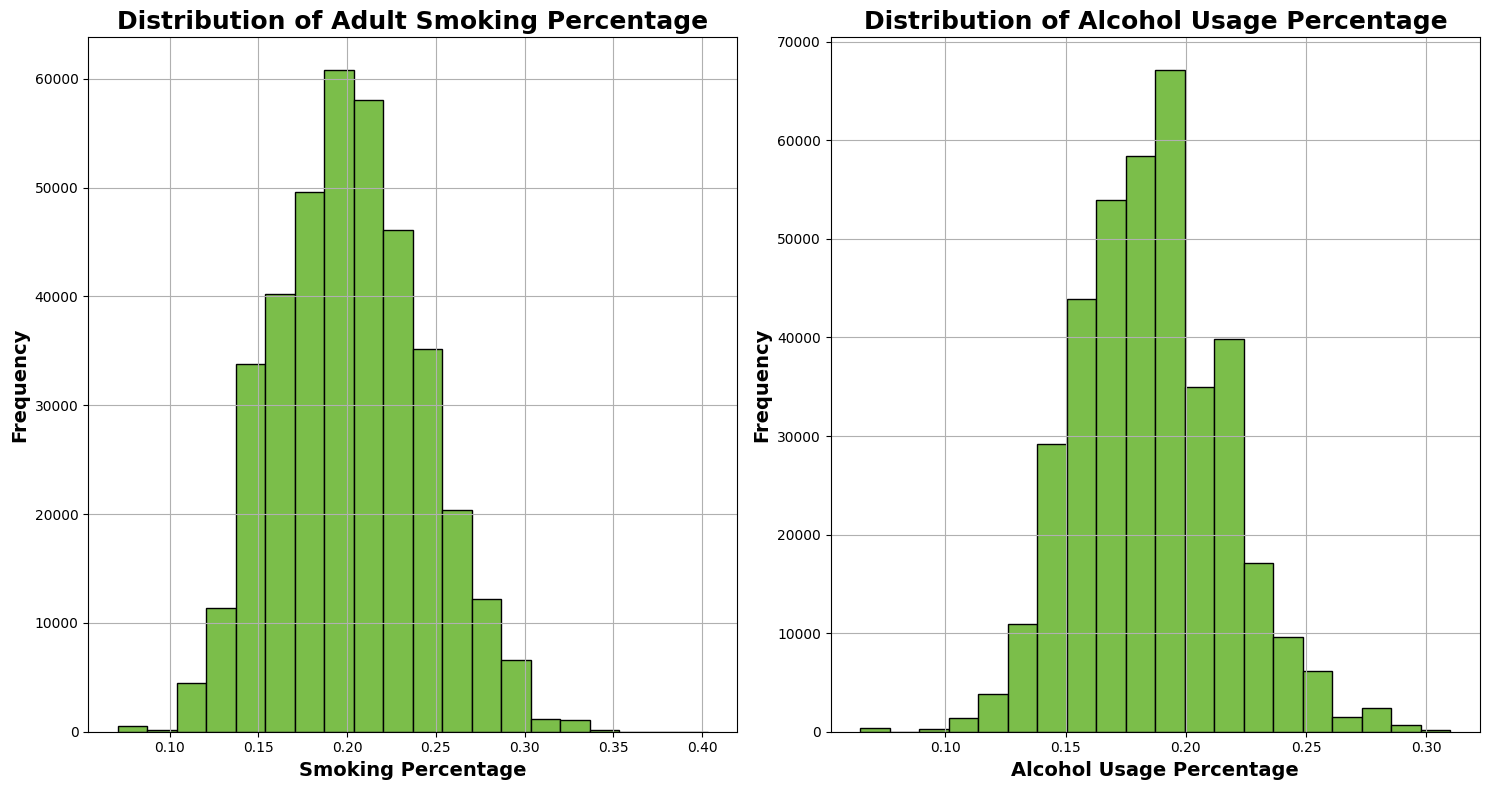 Distribution of Adult Smoking Percentage
60000
50000
40000
30000
20000
10000
0
Frequency
0.10 0.15 0.20 0.25 0.30 0.35 0.40
Smoking Percentage
Distribution of Alcohol Usage Percentage
70000
60000
50000
40000
30000
20000
10000
0
Frequency
0.10 0.15 0.20 0.25 0.30
Alcohol Usage Percentage